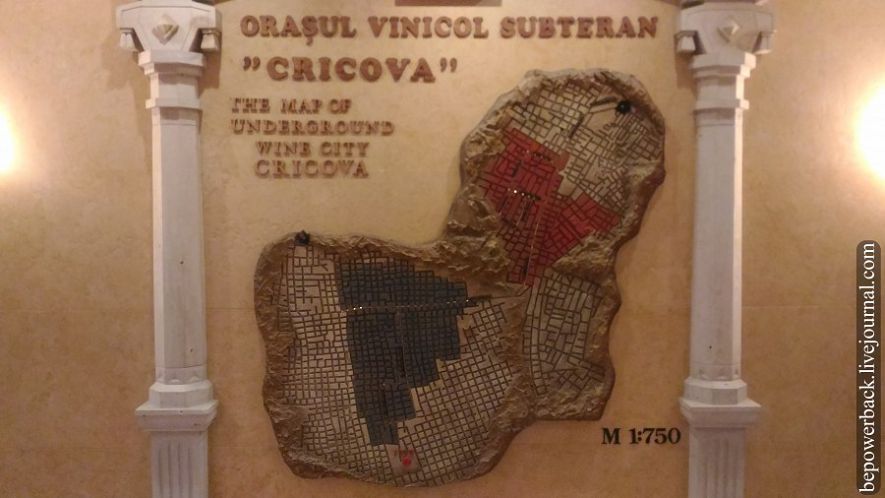 ORAȘUL VINICOL SUBTERAN
"CRICOVA"
THE MAP OF
UNDERGROUND
WINE CITY
CRICOVA
M 1:750
bepowerback.livejournal.com